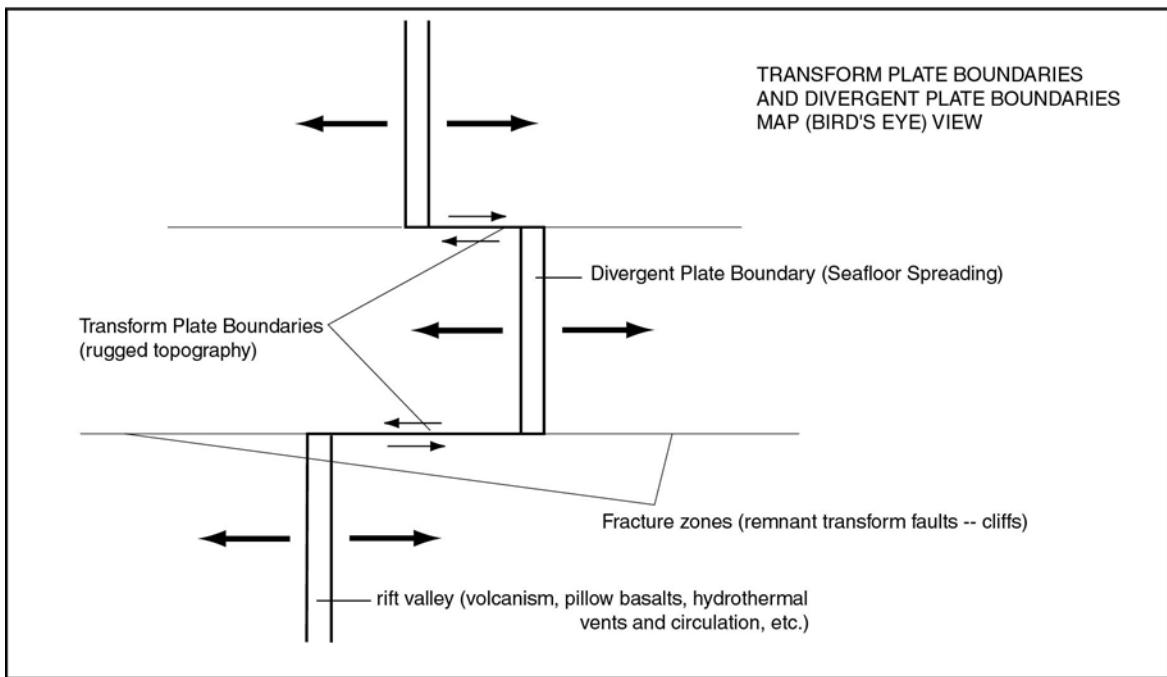 TRANSFORM PLATE BOUNDARIES
AND DIVERGENT PLATE BOUNDARIES
MAP (BIRD'S EYE) VIEW
Divergent Plate Boundary (Seafloor Spreading)
Transform Plate Boundaries
(rugged topography)
Fracture zones (remnant transform faults -- cliffs)
rift valley (volcanism, pillow basalts, hydrothermal
vents and circulation, etc.)